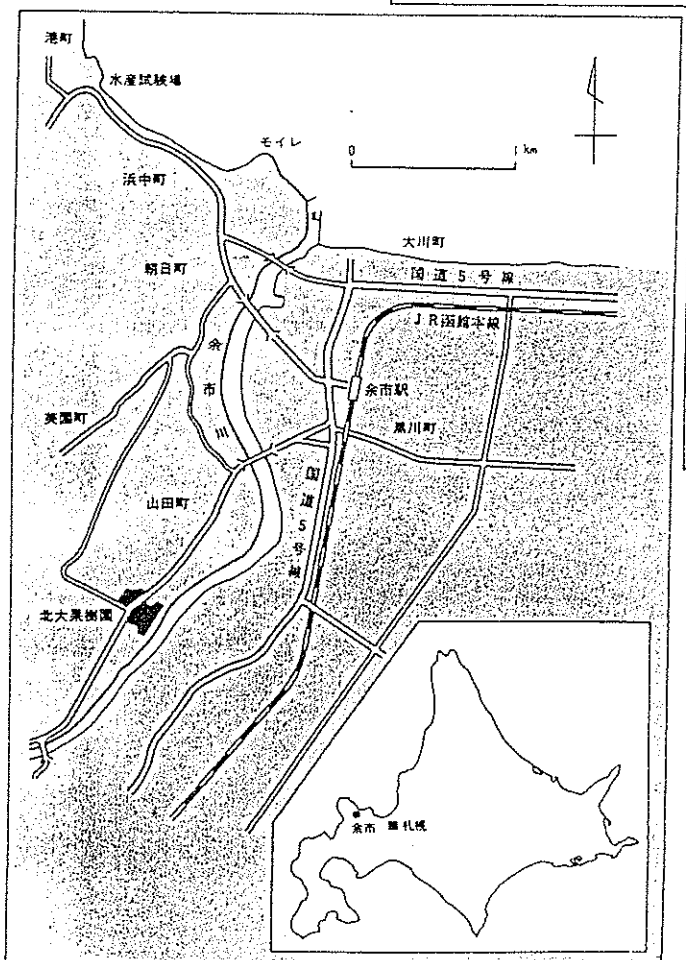 港町
水産試験場
モイレ
0 1 km
浜中町
大川町
朝日町
国道5号線
JR函館本線
余市川
余市駅
美園町
黒川町
山田町
国道5号線
北大果樹園
余市 札幌